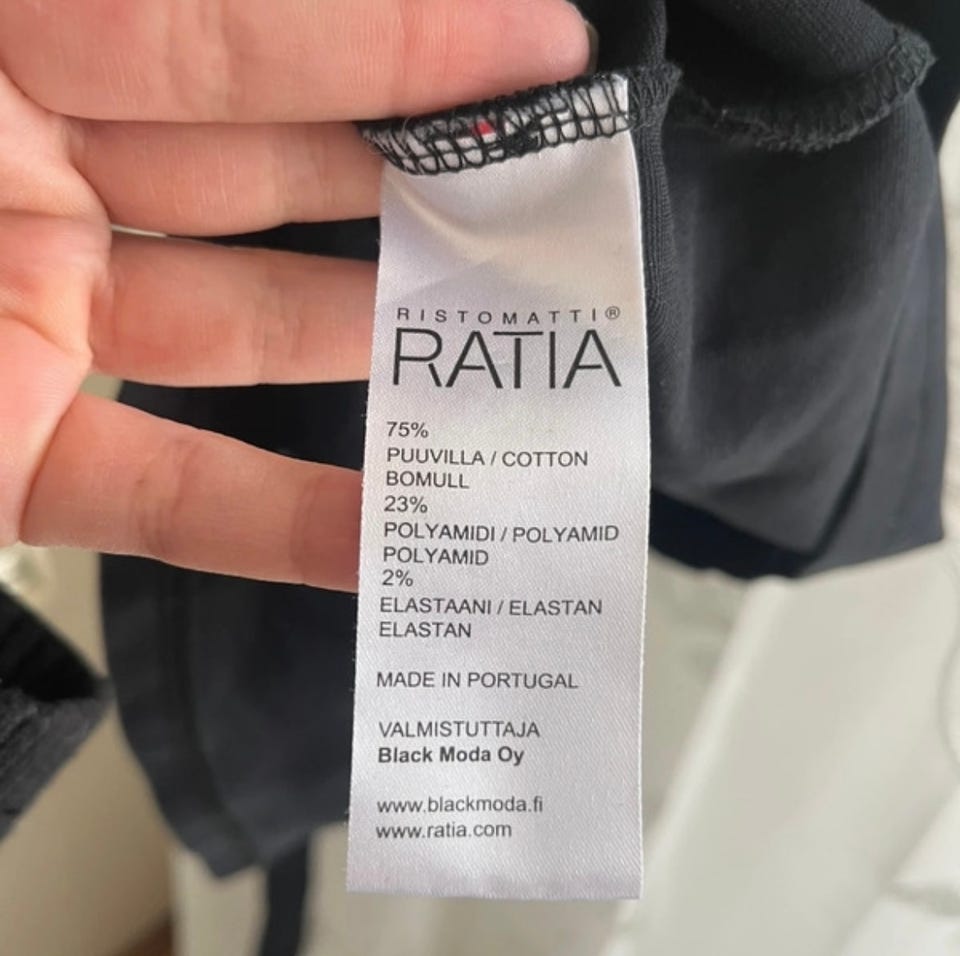 RISTOMATTI®
RATIA
75%
PUUVILLA / COTTON
BOMULL
23%
POLYAMIDI / POLYAMID
POLYAMID
2%
ELASTAANI / ELASTAN
ELASTAN
MADE IN PORTUGAL
VALMISTUTTAJA
Black Moda Oy
www.blackmoda.fi
www.ratia.com